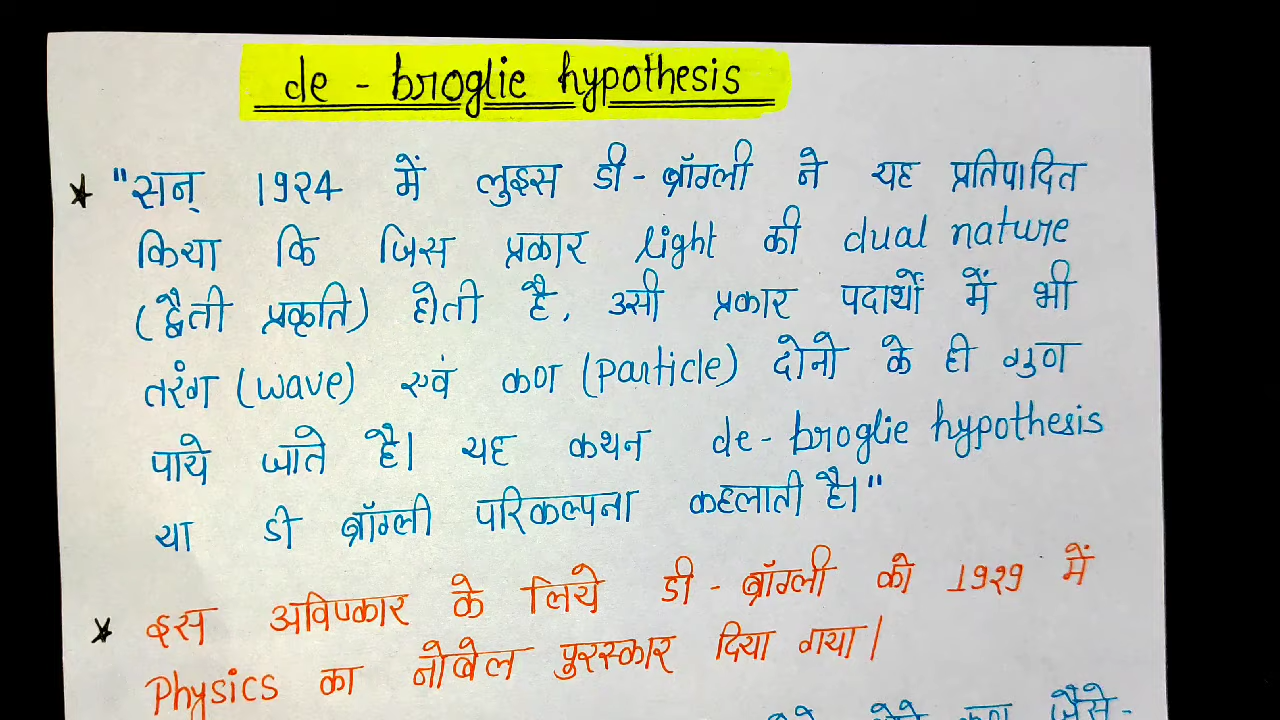 de - broglie hypothesis
* "सन् 1924 में लुइस डी - ब्रॉग्ली ने यह प्रतिपादित
किया कि जिस प्रकार light की dual nature
(द्वैती प्रकृति) होती है, उसी प्रकार पदार्थों में भी
तरंग (wave) एवं कण (particle) दोनो के ही गुण
पाये जाते है। यह कथन de - broglie hypothesis
या डी ब्रॉग्ली परिकल्पना कहलाती है।"
* इस अविष्कार के लिये डी - ब्रॉग्ली को 1929 में
Physics का नोबेल पुरस्कार दिया गया।
कण जैसे-